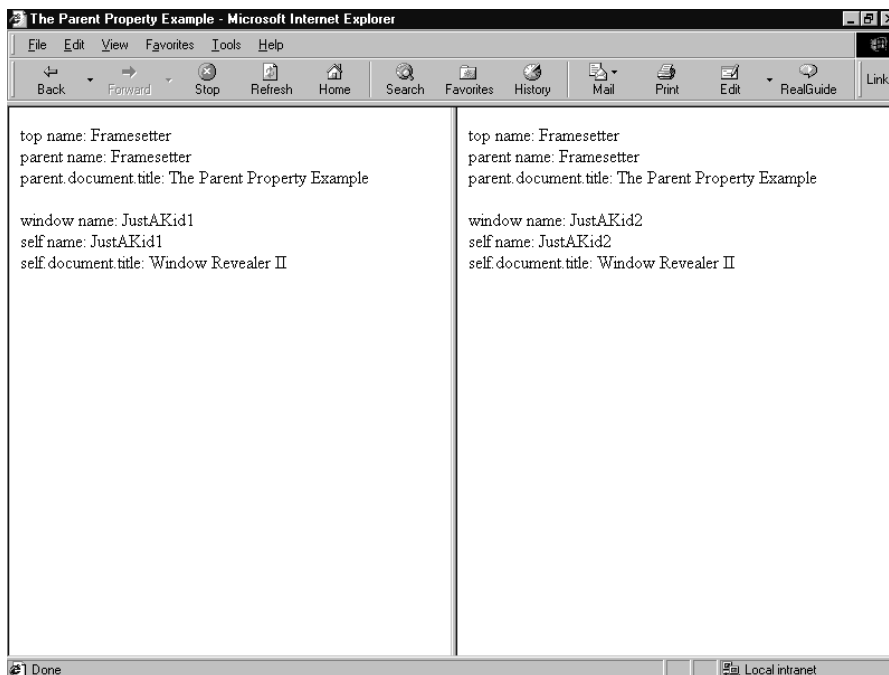 The Parent Property Example - Microsoft Internet Explorer
File Edit View Favorites Tools Help
Back Forward Stop Refresh Home Search Favorites History Mail Print Edit RealGuide Link
top name: Framesetter
parent name: Framesetter
parent.document.title: The Parent Property Example
window name: JustAKid1
self name: JustAKid1
self.document.title: Window Revealer II
top name: Framesetter
parent name: Framesetter
parent.document.title: The Parent Property Example
window name: JustAKid2
self name: JustAKid2
self.document.title: Window Revealer II
Done Local intranet